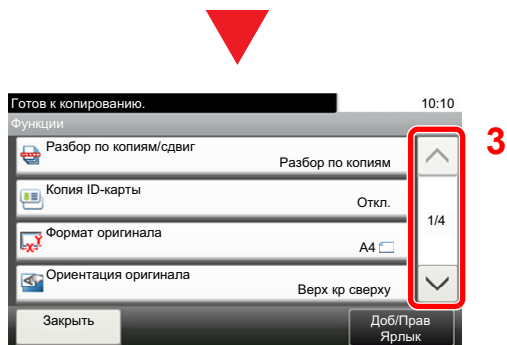 Готов к копированию. 10:10
Функции
Разбор по копиям/сдвиг
Разбор по копиям
3
Копия ID-карты
Откл.
1/4
Формат оригинала
A4
Ориентация оригинала
Верх кр сверху
Закрыть
Доб/Прав
Ярлык